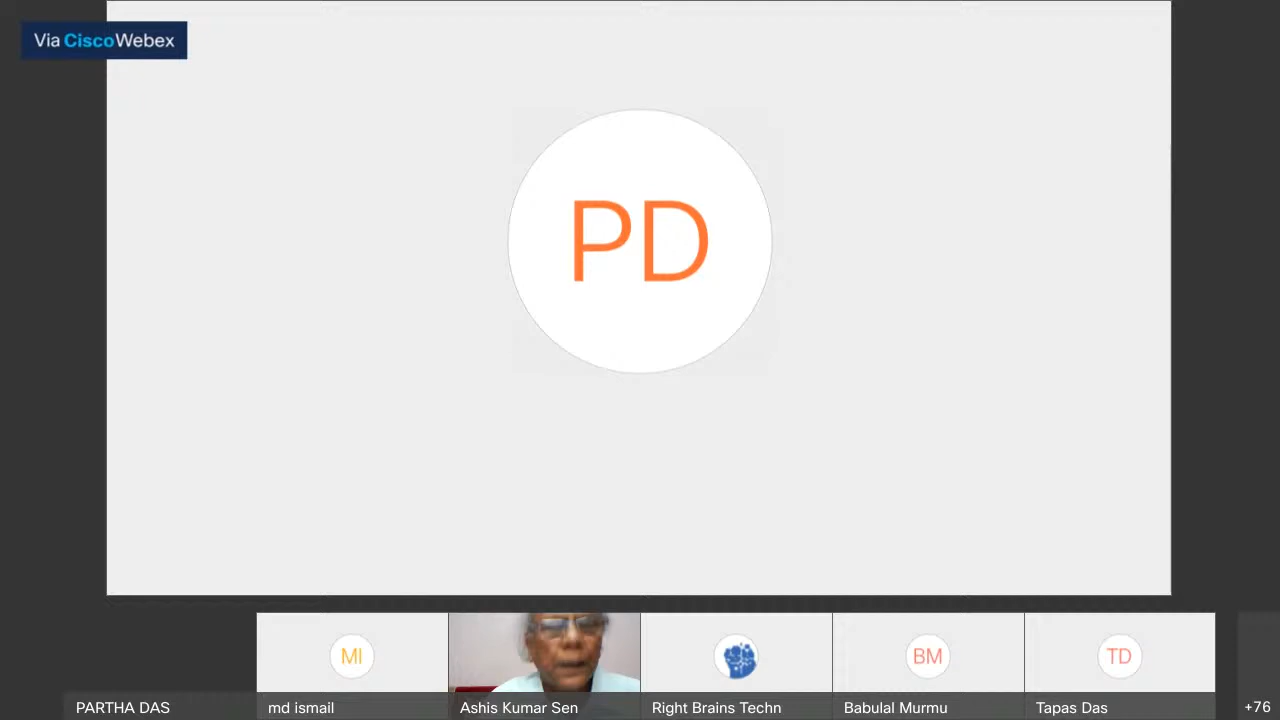 Via CiscoWebex
PD
MI
BM
TD
PARTHA DAS
md ismail
Ashis Kumar Sen
Right Brains Techn
Babulal Murmu
Tapas Das
+76